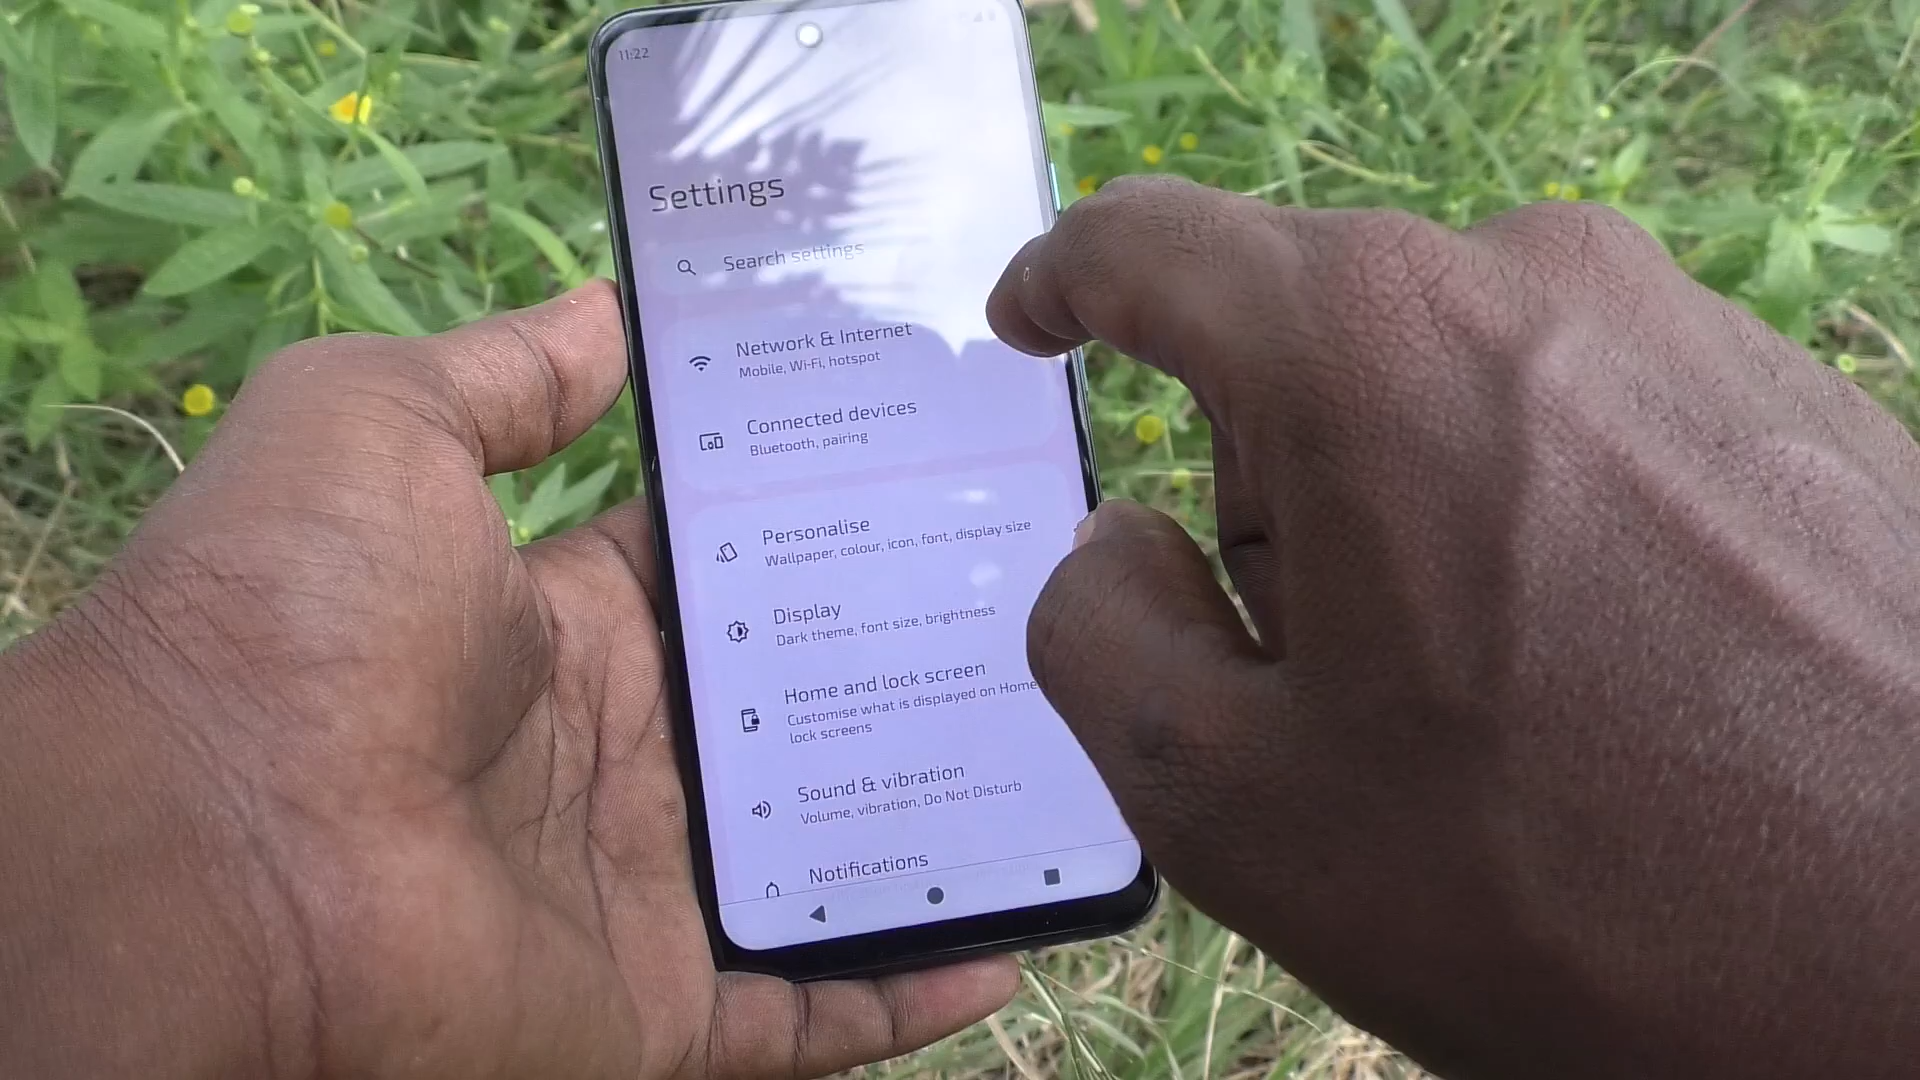 11:22
Settings
Search settings
Network & Internet
Mobile, Wi-Fi, hotspot
Connected devices
Bluetooth, pairing
Personalise
Wallpaper, colour, icon, font, display size
Display
Dark theme, font size, brightness
Home and lock screen
Customise what is displayed on Home
lock screens
Sound & vibration
Volume, vibration, Do Not Disturb
Notifications